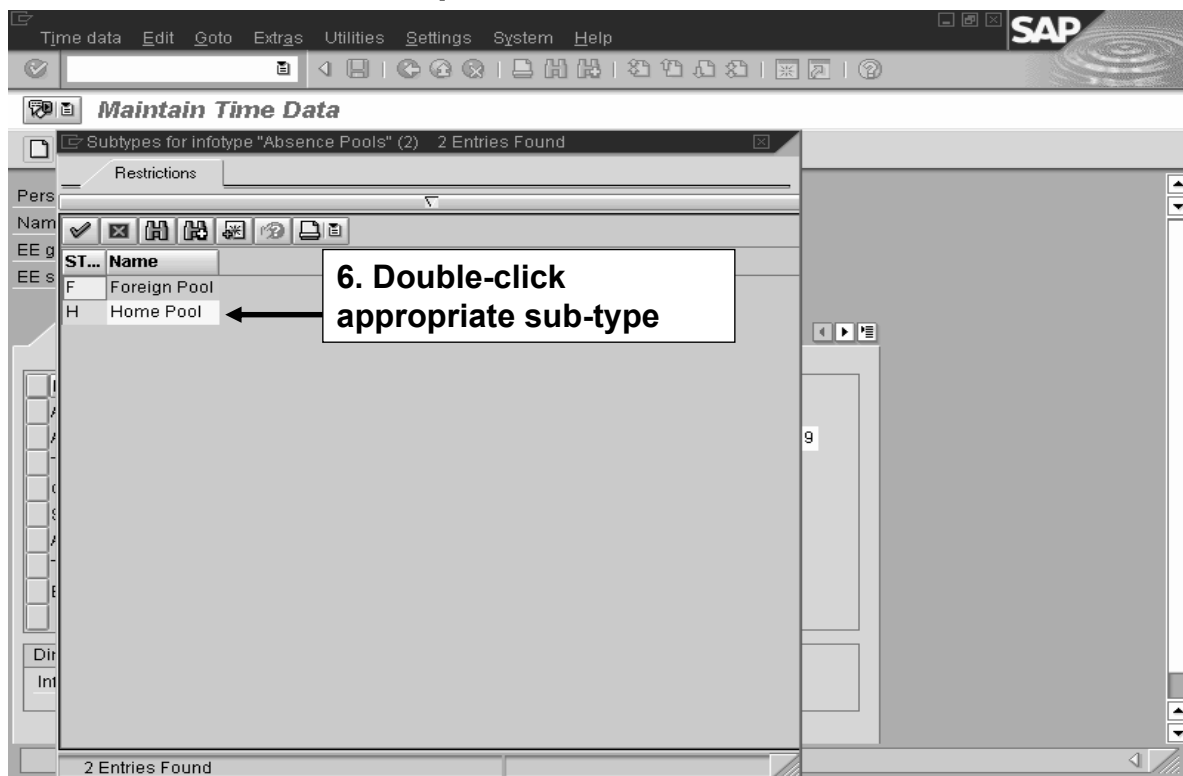 Time data Edit Goto Extras Utilities Settings System Help
SAP
Maintain Time Data
Subtypes for infotype "Absence Pools" (2) 2 Entries Found
Restrictions
Pers
Nam
EE g
EE s
ST... Name
F Foreign Pool
H Home Pool
6. Double-click
appropriate sub-type
9
Dir
Int
2 Entries Found